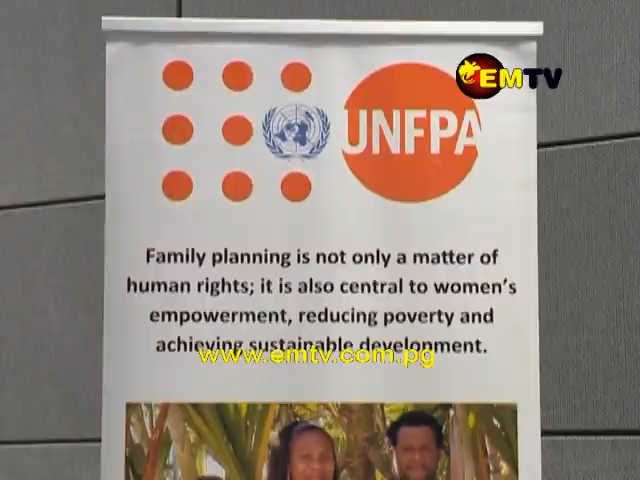 EMTV
UNFPA
Family planning is not only a matter of
human rights; it is also central to women's
empowerment, reducing poverty and
achieving sustainable development.
www.emtv.com.pg